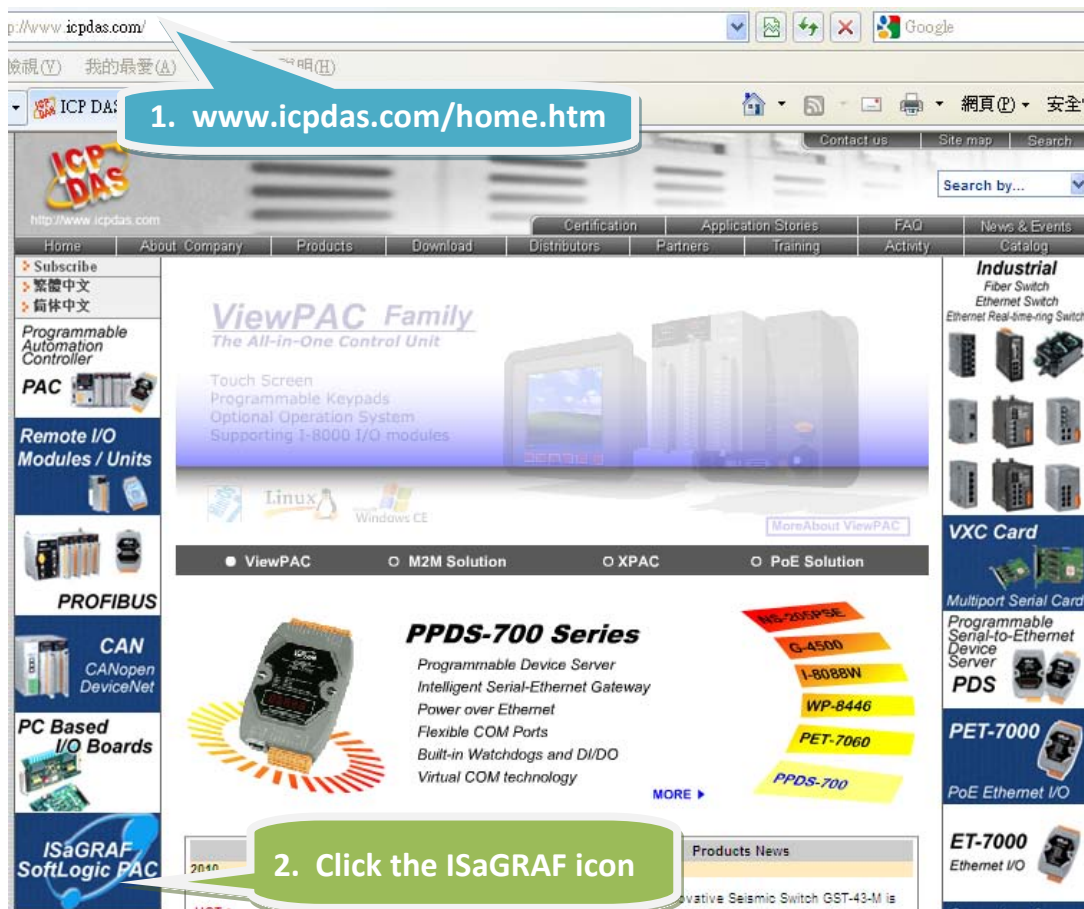 p://www.icpdas.com/
Google
檢視(V) 我的最愛(A) 說明(H)
ICP DAS
1. www.icpdas.com/home.htm
網頁(P)
ICP DAS
http://www.icpdas.com
Contact us Site map Search
Search by...
Certification Application Stories FAQ News & Events
Home About Company Products Download Distributors Partners Training Activity Catalog
Subscribe
繁體中文
简体中文
Programmable
Automation
Controller
PAC
Remote I/O
Modules / Units
PROFIBUS
CAN
CANopen
DeviceNet
PC Based
I/O Boards
ISaGRAF
SoftLogic PAC
ViewPAC Family
The All-in-One Control Unit
Touch Screen
Programmable Keypads
Optional Operation System
Supporting I-8000 I/O modules
Linux
Windows CE
MoreAbout ViewPAC
ViewPAC M2M Solution XPAC PoE Solution
PPDS-700 Series
Programmable Device Server
Intelligent Serial-Ethernet Gateway
Power over Ethernet
Flexible COM Ports
Built-in Watchdogs and DI/DO
Virtual COM technology
MORE
NS-205PSE
G-4500
I-8088W
WP-8446
PET-7060
PPDS-700
Products News
2010
2. Click the ISaGRAF icon
Seismic Switch GST-43-M is
Industrial
Fiber Switch
Ethernet Switch
Ethernet Real-time-ring Switch
VXC Card
Multiport Serial Card
Programmable
Serial-to-Ethernet
Device
Server
PDS
PET-7000
PoE Ethernet I/O
ET-7000
Ethernet I/O